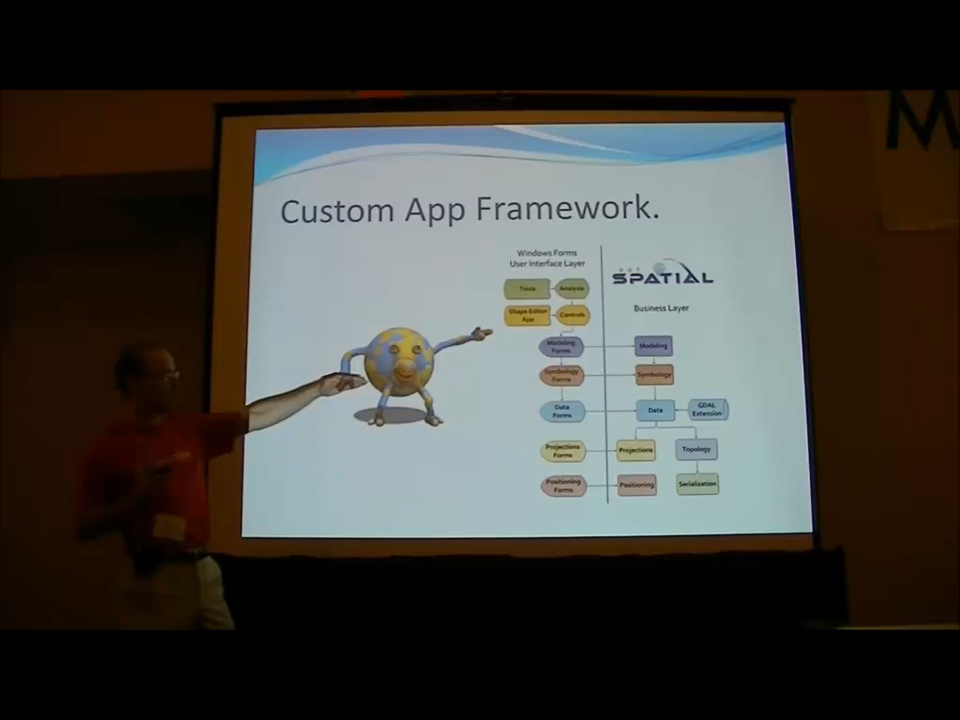 M
Custom App Framework.
Windows Forms
User Interface Layer
DOT
SPATIAL
Business Layer
Tools
Analysis
Shape Editor
App
Controls
Modeling
Forms
Modeling
Symbology
Forms
Symbology
Data
Forms
Data
GDAL
Extension
Projections
Forms
Projections
Topology
Positioning
Forms
Positioning
Serialization